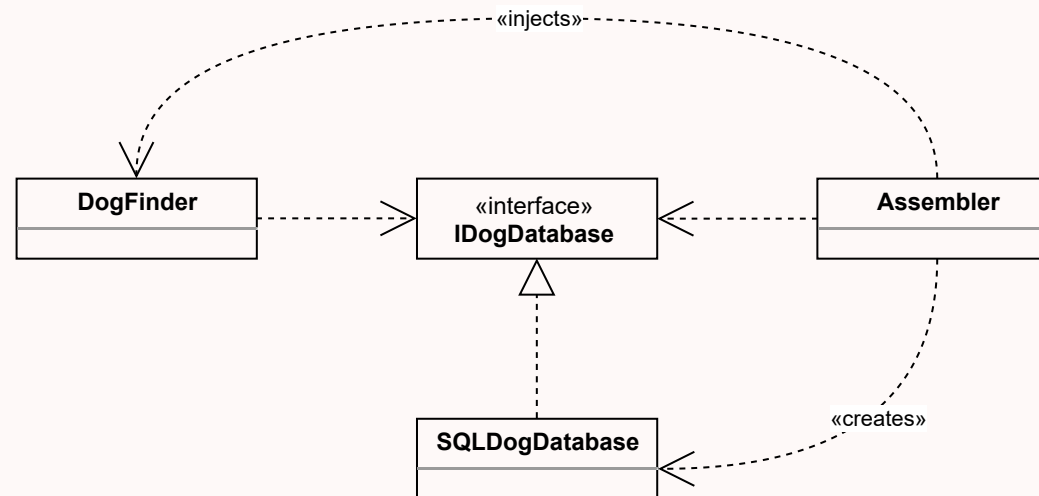 «injects»
DogFinder
«interface»
IDogDatabase
Assembler
«creates»
SQLDogDatabase